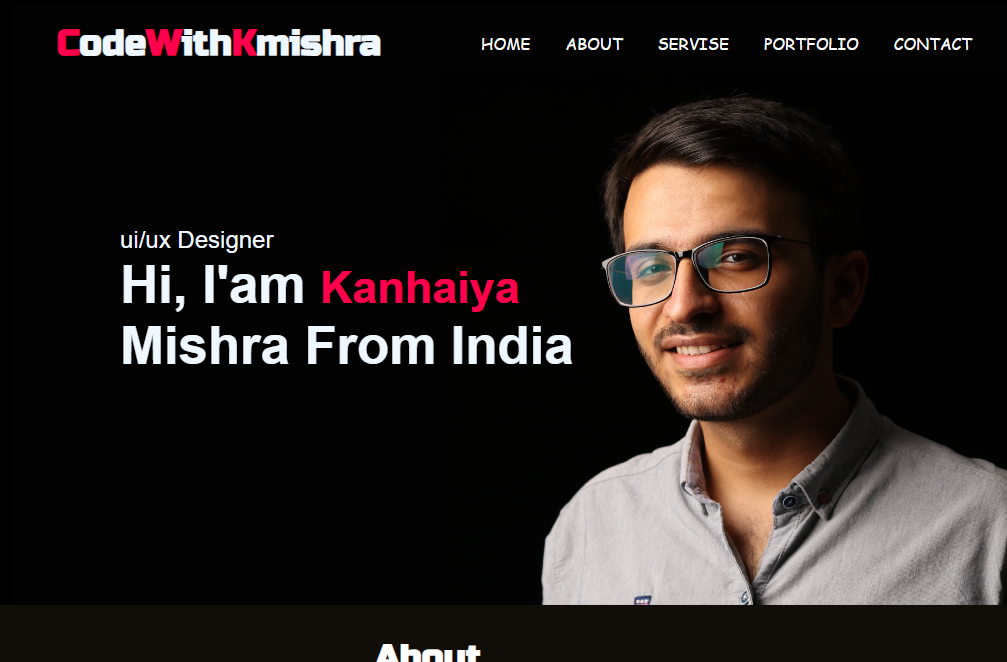 CodeWithKmishra
HOME ABOUT SERVISE PORTFOLIO CONTACT
ui/ux Designer
Hi, I'am Kanhaiya
Mishra From India
About